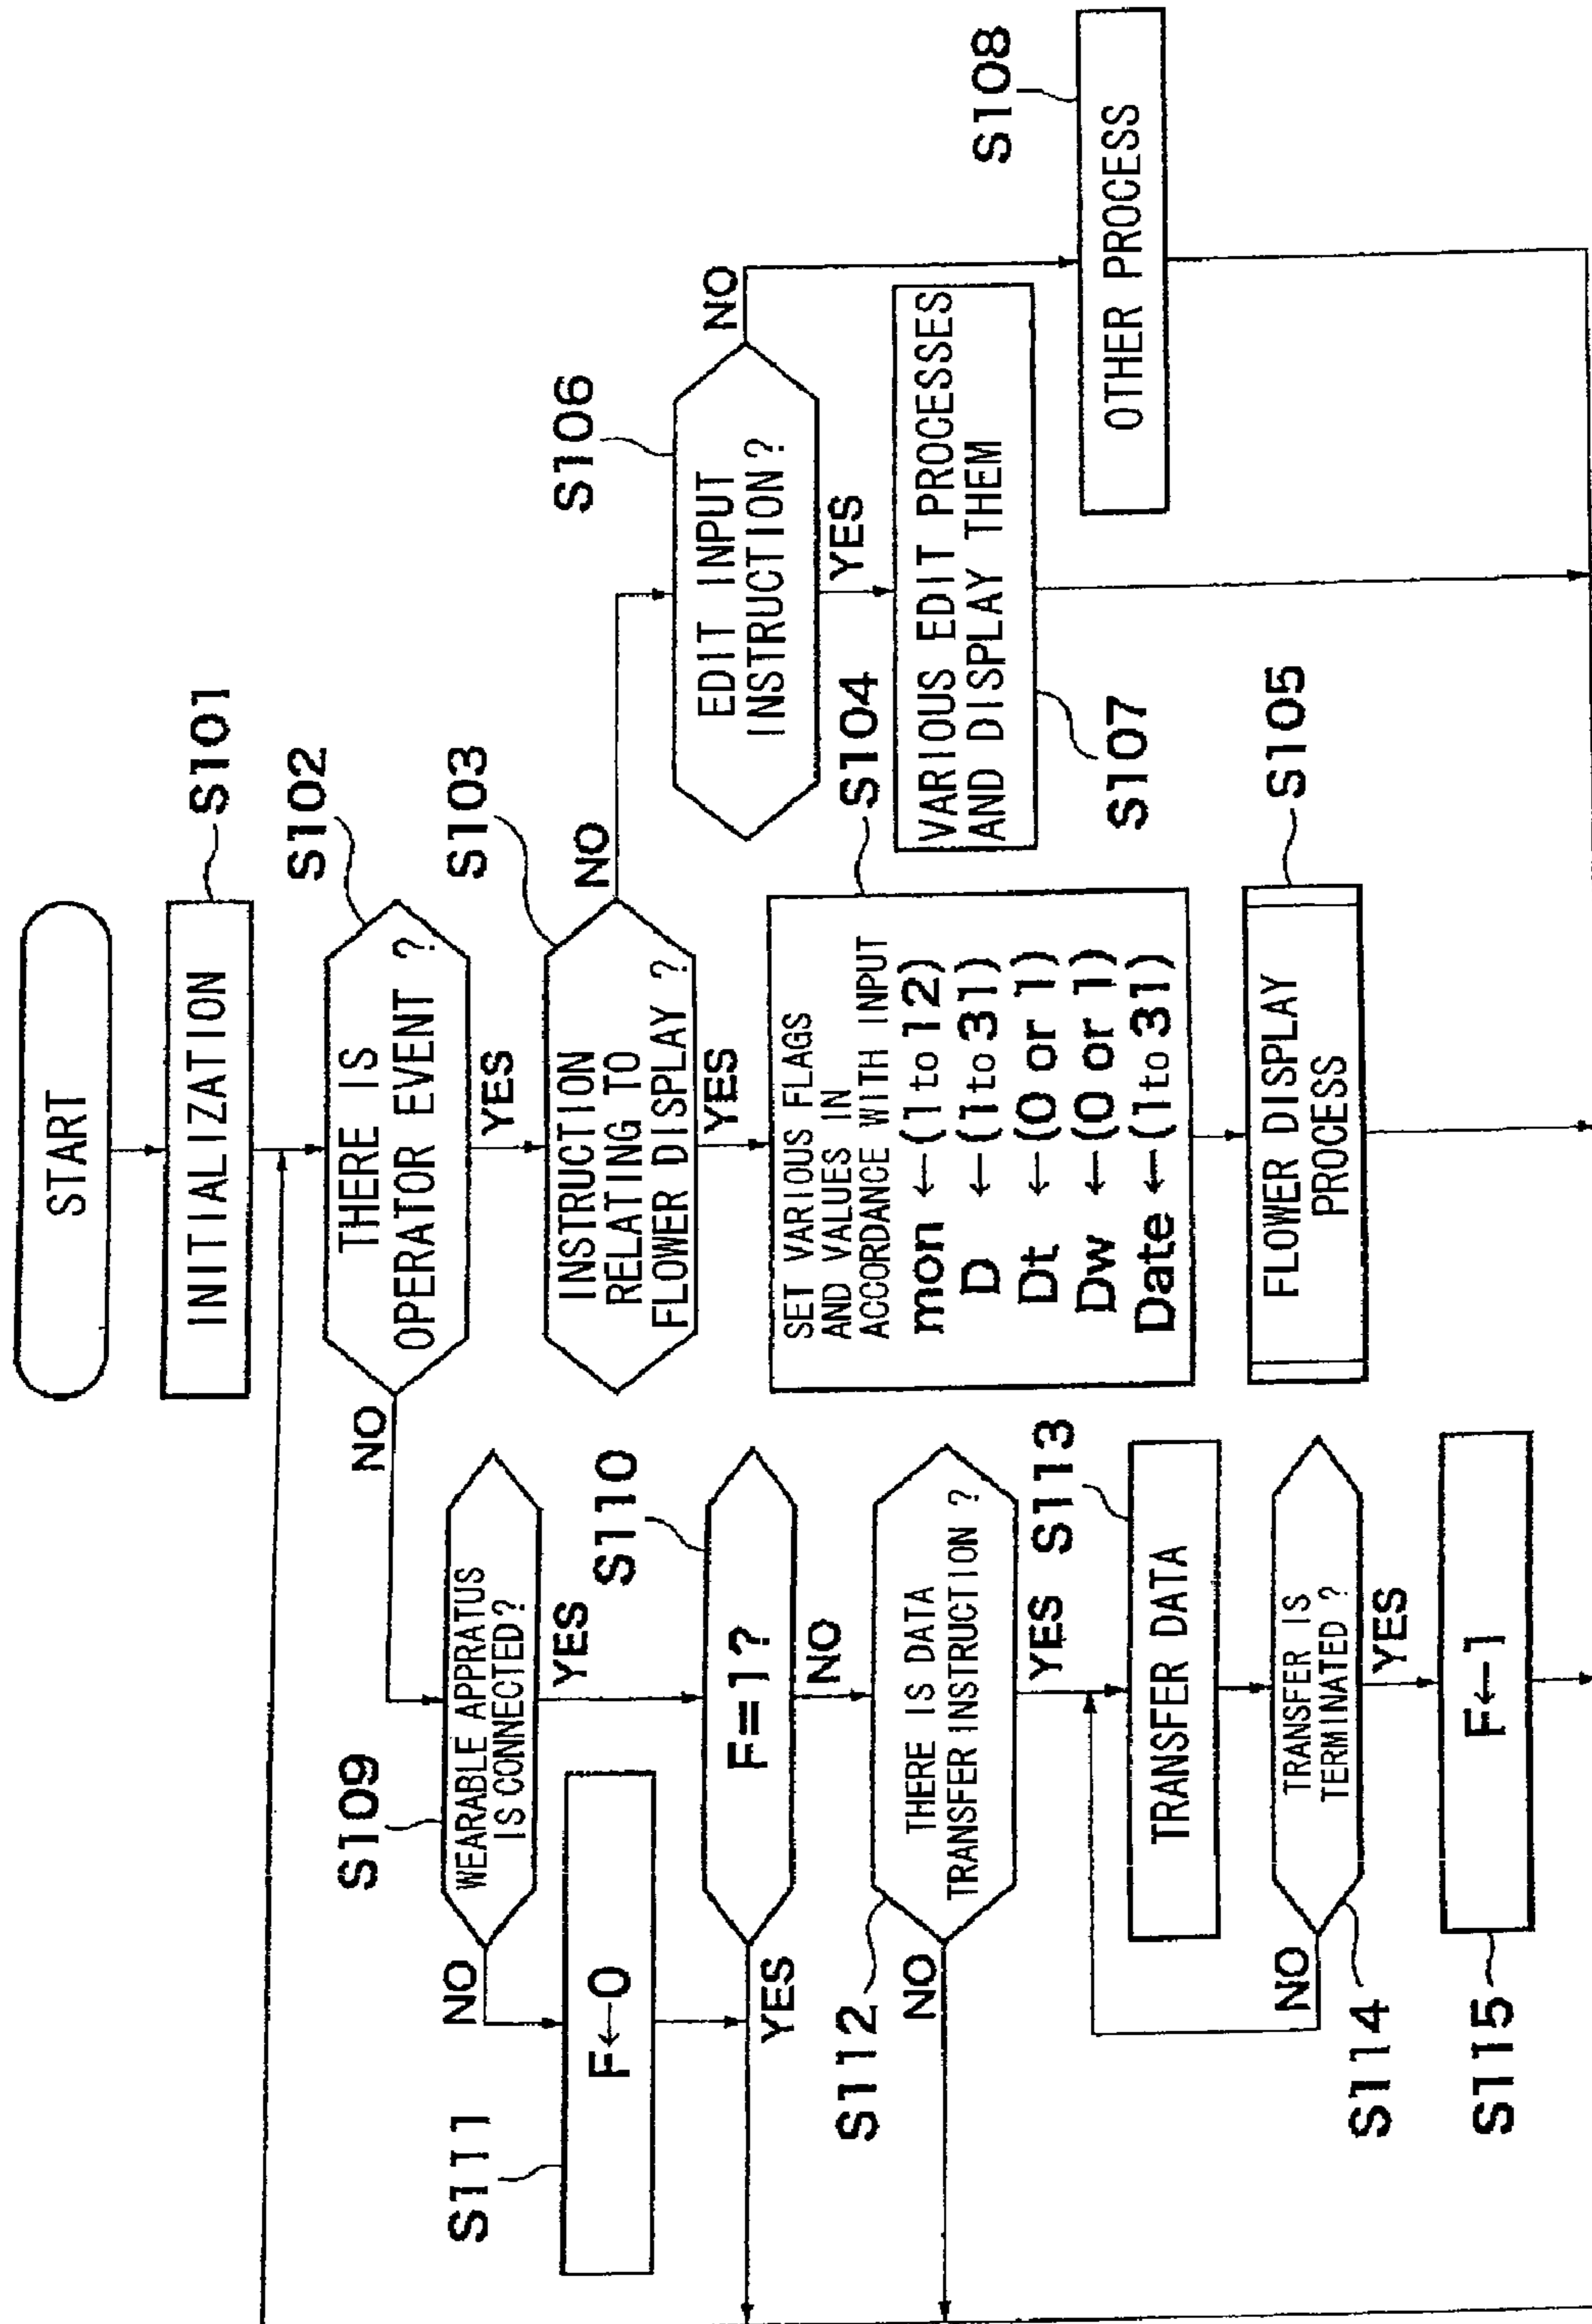 START
INITIALIZATION
S101
THERE IS
OPERATOR EVENT ?
S102
NO
YES
INSTRUCTION
RELATING TO
FLOWER DISPLAY ?
S103
NO
YES
SET VARIOUS FLAGS
AND VALUES IN
ACCORDANCE WITH INPUT
mon ← (1 to 12)
D ← (1 to 31)
Dt ← (0 or 1)
Dw ← (0 or 1)
Date ← (1 to 31)
S104
FLOWER DISPLAY
PROCESS
S105
EDIT INPUT
INSTRUCTION ?
S106
NO
YES
VARIOUS EDIT PROCESSES
AND DISPLAY THEM
S107
OTHER PROCESS
S108
S109
WEARABLE APPRATUS
IS CONNECTED?
NO
YES
S111
F←0
S110
F=1?
YES
NO
S112
THERE IS DATA
TRANSFER INSTRUCTION ?
NO
YES
S113
TRANSFER DATA
TRANSFER IS
TERMINATED ?
S114
NO
YES
S115
F←1